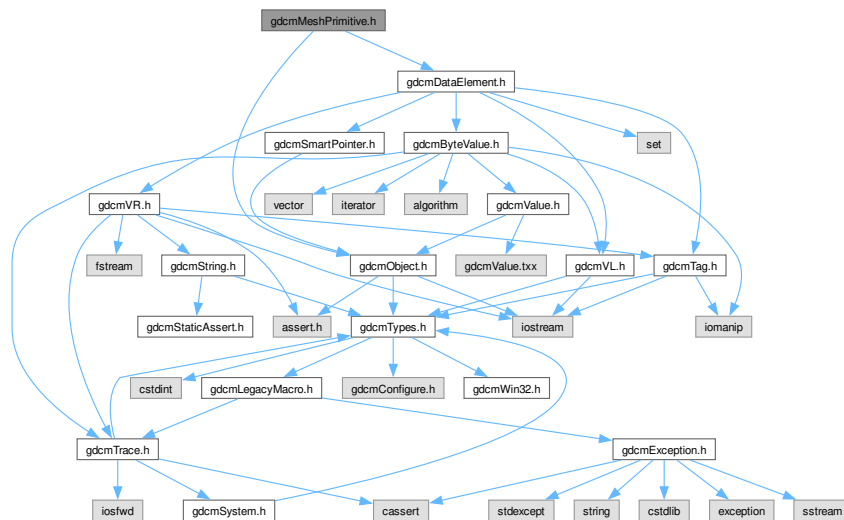 gdcmMeshPrimitive.h
gdcmDataElement.h
gdcmSmartPointer.h
gdcmByteValue.h
set
vector
iterator
algorithm
gdcmValue.h
gdcmVR.h
fstream
gdcmString.h
gdcmObject.h
gdcmValue.txx
gdcmVL.h
gdcmTag.h
gdcmStaticAssert.h
assert.h
gdcmTypes.h
iostream
iomanip
cstdint
gdcmLegacyMacro.h
gdcmConfigure.h
gdcmWin32.h
gdcmTrace.h
gdcmException.h
iosfwd
gdcmSystem.h
cassert
stdexcept
string
cstdlib
exception
sstream